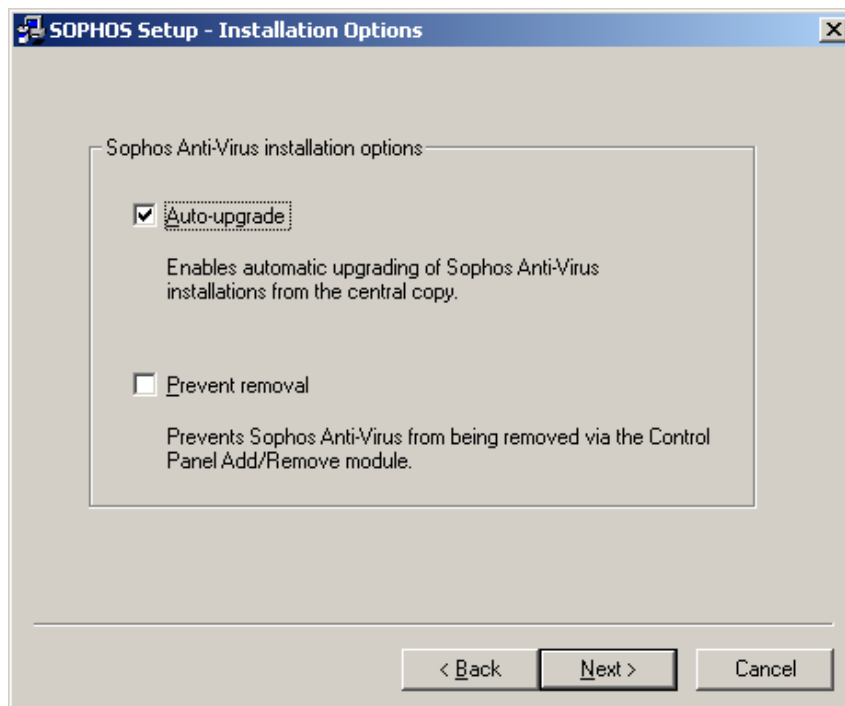 SOPHOS Setup - Installation Options
Sophos Anti-Virus installation options
Auto-upgrade
Enables automatic upgrading of Sophos Anti-Virus
installations from the central copy.
Prevent removal
Prevents Sophos Anti-Virus from being removed via the Control
Panel Add/Remove module.
< Back Next > Cancel